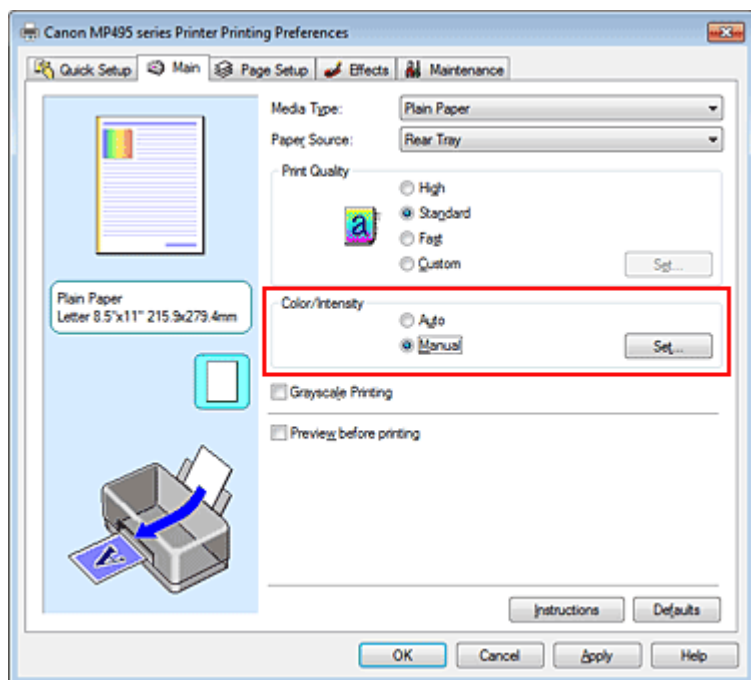 Canon MP495 series Printer Printing Preferences
Quick Setup Main Page Setup Effects Maintenance
Media Type: Plain Paper
Paper Source: Rear Tray
Print Quality
High
Standard
Fast
Custom Set...
Plain Paper
Letter 8.5"x11" 215.9x279.4mm
Color/Intensity
Auto
Manual Set...
Grayscale Printing
Preview before printing
Instructions Defaults
OK Cancel Apply Help